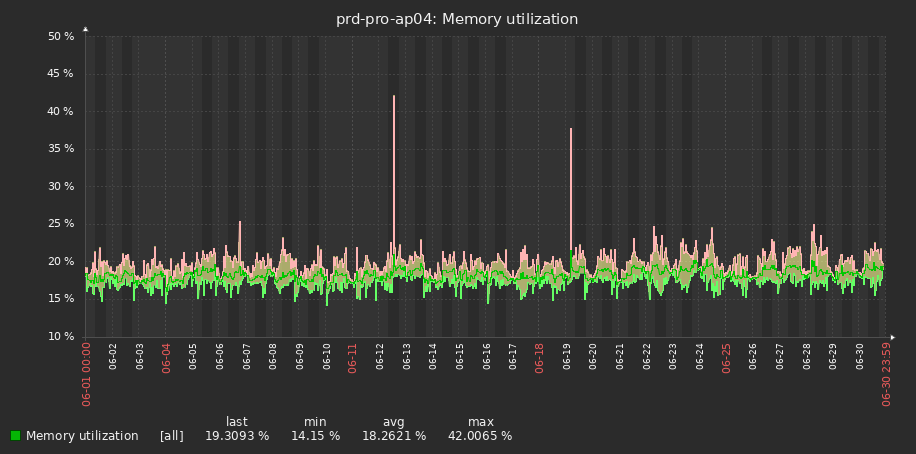 prd-pro-ap04: Memory utilization
50 %
45 %
40 %
35 %
30 %
25 %
20 %
15 %
10 %
06-01 00:00 06-02 06-03 06-04 06-05 06-06 06-07 06-08 06-09 06-10 06-11 06-12 06-13 06-14 06-15 06-16 06-17 06-18 06-19 06-20 06-21 06-22 06-23 06-24 06-25 06-26 06-27 06-28 06-29 06-30 06-30 23:59
last min avg max
Memory utilization [all] 19.3093 % 14.15 % 18.2621 % 42.0065 %